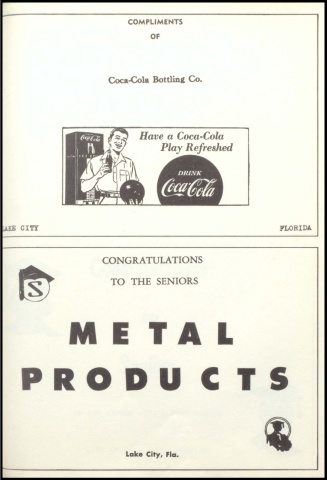 COMPLIMENTS
OF
Coca-Cola Bottling Co.
Coca-Cola
Have a Coca-Cola
Play Refreshed
DRINK
Coca-Cola
LAKE CITY FLORIDA
CONGRATULATIONS
TO THE SENIORS
S
METAL
PRODUCTS
Lake City, Fla.